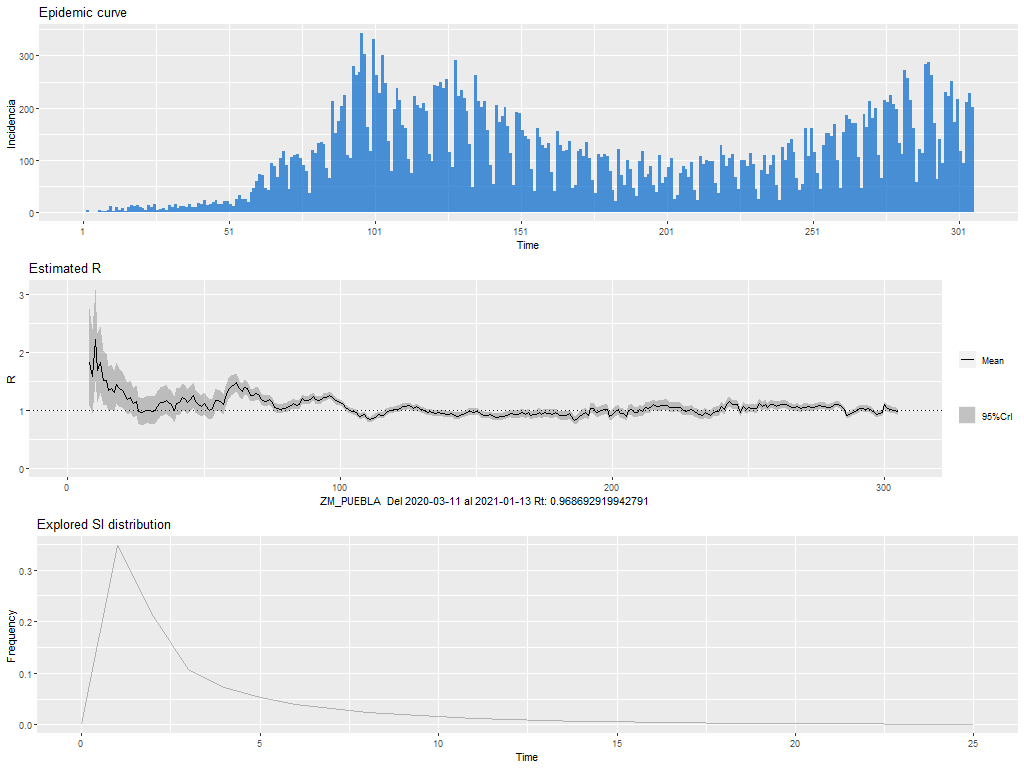 Epidemic curve
Incidencia
300
200
100
0
1
51
101
151
201
251
301
Time
Estimated R
R
3
2
1
0
0
100
200
300
Mean
95%CrI
ZM_PUEBLA Del 2020-03-11 al 2021-01-13 Rt: 0.968692919942791
Explored SI distribution
Frequency
0.3
0.2
0.1
0.0
0
5
10
15
20
25
Time